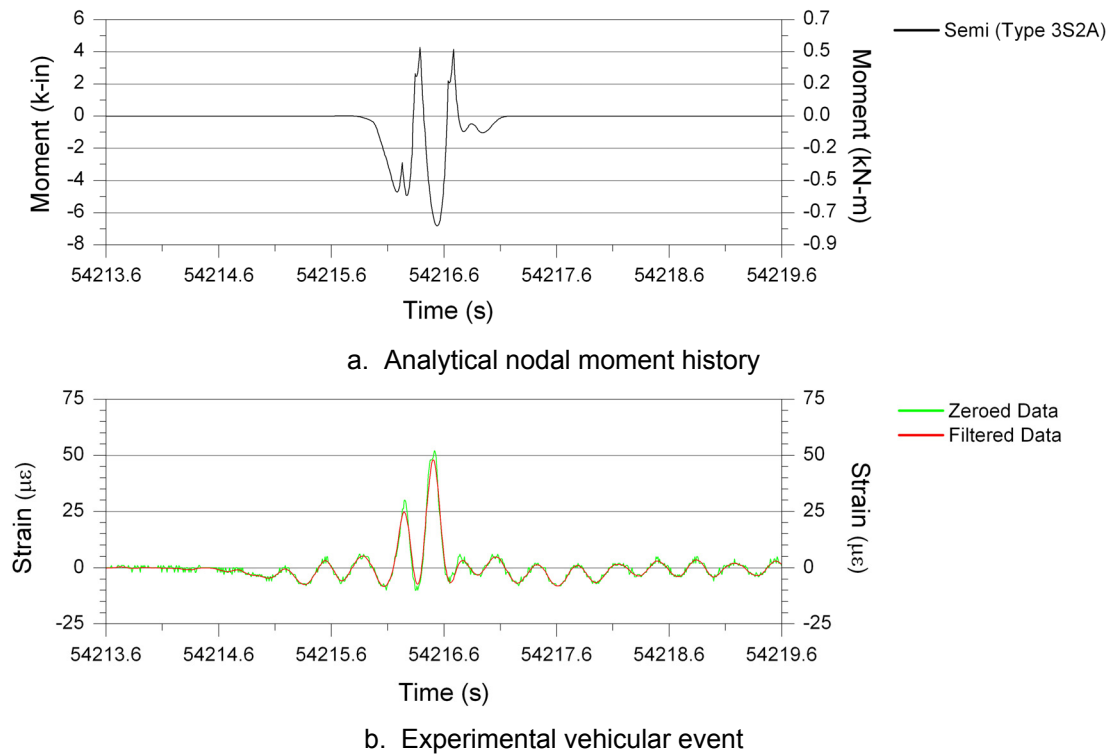 6 0.7
4 0.5
2 0.2
0 0.0
-2 -0.2
-4 -0.5
-6 -0.7
-8 -0.9
Moment (k-in)
Moment (kN-m)
Semi (Type 3S2A)
54213.6 54214.6 54215.6 54216.6 54217.6 54218.6 54219.6
Time (s)
a. Analytical nodal moment history
75 75
50 50
25 25
0 0
-25 -25
Strain (με)
Strain (με)
Zeroed Data
Filtered Data
54213.6 54214.6 54215.6 54216.6 54217.6 54218.6 54219.6
Time (s)
b. Experimental vehicular event